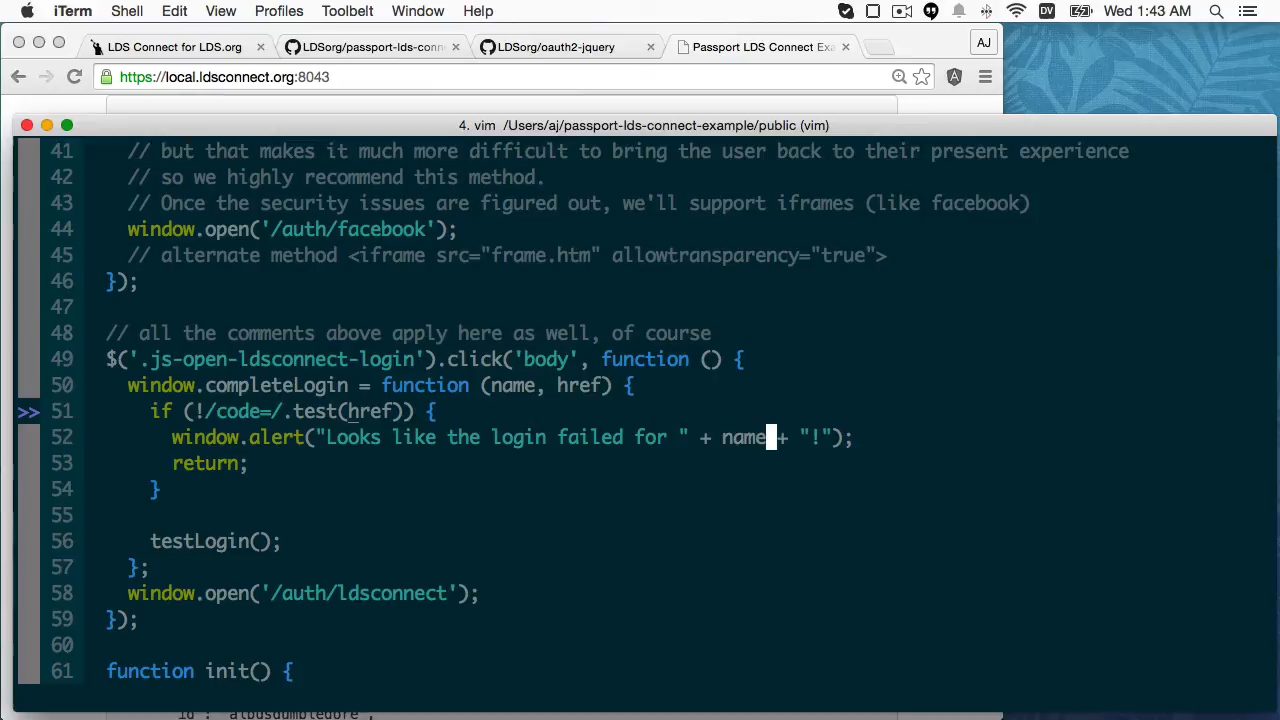 iTerm Shell Edit View Profiles Toolbelt Window Help DV Wed 1:43 AM
LDS Connect for LDS.org LDSorg/passport-lds-conn LDSorg/oauth2-jquery Passport LDS Connect Exa AJ
https://local.ldsconnect.org:8043
4. vim /Users/aj/passport-lds-connect-example/public (vim)
41 // but that makes it much more difficult to bring the user back to their present experience
42 // so we highly recommend this method.
43 // Once the security issues are figured out, we'll support iframes (like facebook)
44 window.open('/auth/facebook');
45 // alternate method <iframe src="frame.htm" allowtransparency="true">
46 });
47
48 // all the comments above apply here as well, of course
49 $('.js-open-ldsconnect-login').click('body', function () {
50 window.completeLogin = function (name, href) {
>> 51 if (!/code=/.test(href)) {
52 window.alert("Looks like the login failed for " + name + "!");
53 return;
54 }
55
56 testLogin();
57 };
58 window.open('/auth/ldsconnect');
59 });
60
61 function init() {
"id": "albusdumbledore",